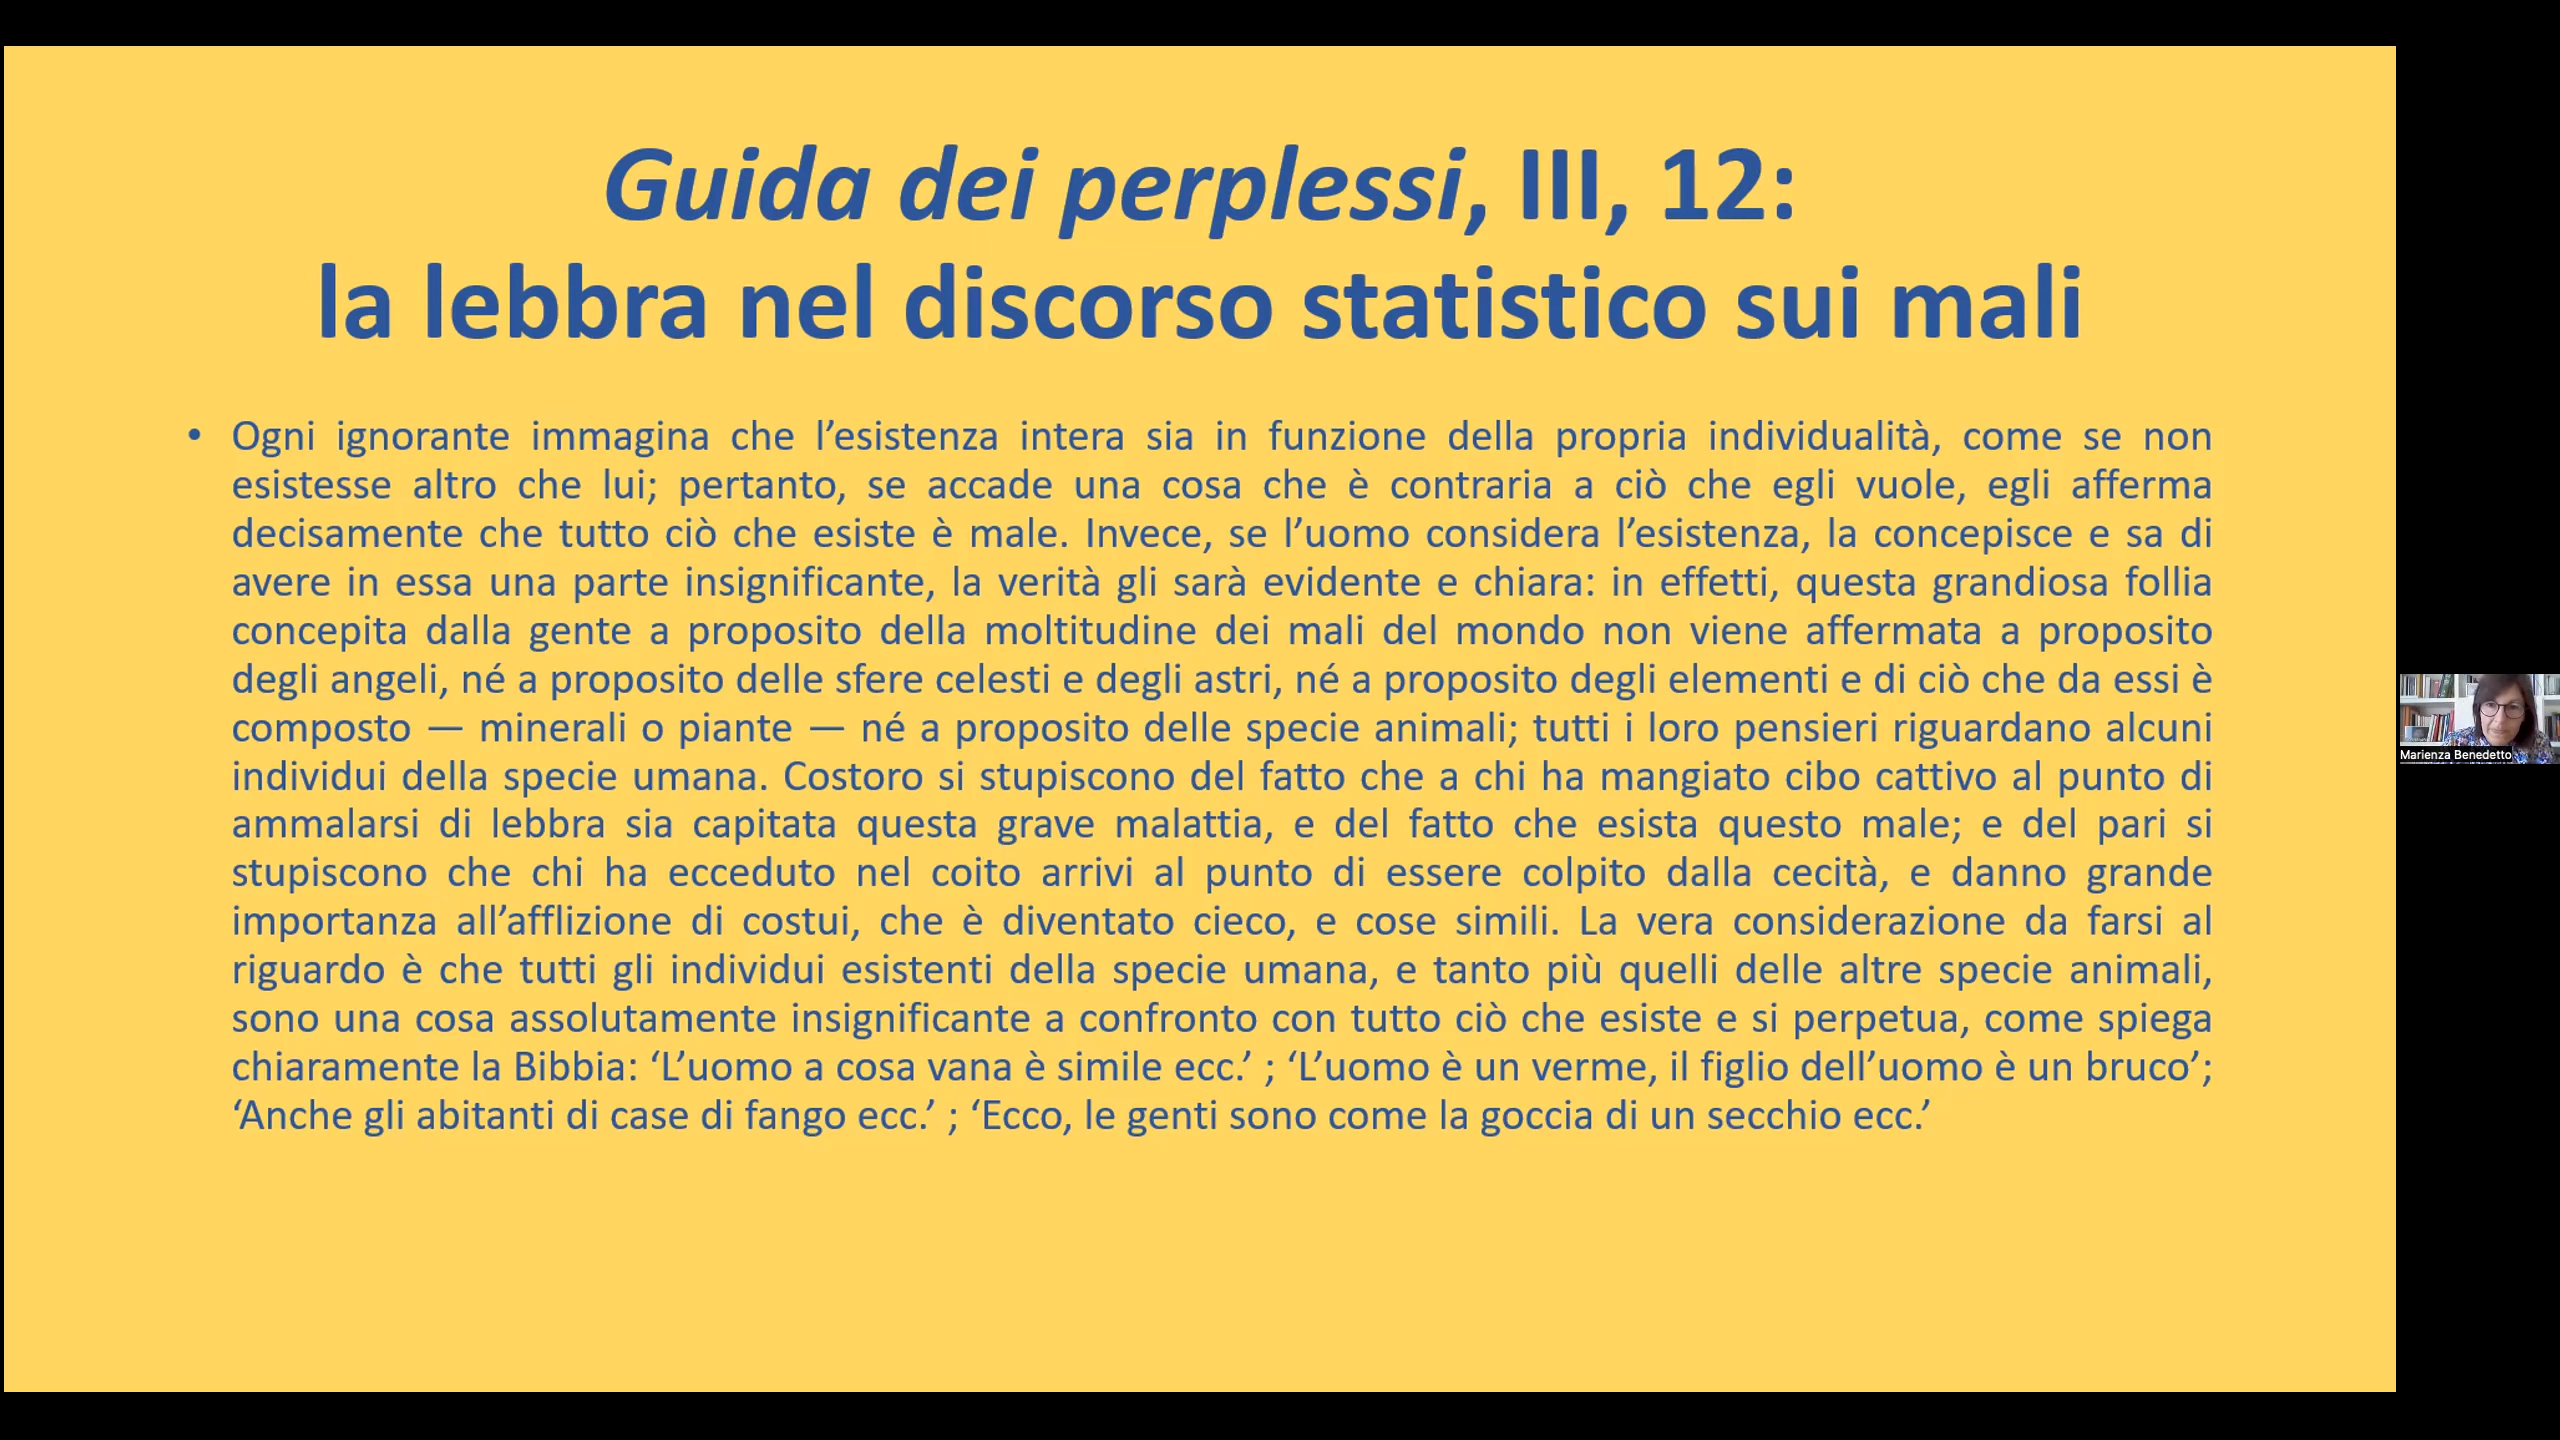 Guida dei perplessi, III, 12:
la lebbra nel discorso statistico sui mali
• Ogni ignorante immagina che l’esistenza intera sia in funzione della propria individualità, come se non
esistesse altro che lui; pertanto, se accade una cosa che è contraria a ciò che egli vuole, egli afferma
decisamente che tutto ciò che esiste è male. Invece, se l’uomo considera l’esistenza, la concepisce e sa di
avere in essa una parte insignificante, la verità gli sarà evidente e chiara: in effetti, questa grandiosa follia
concepita dalla gente a proposito della moltitudine dei mali del mondo non viene affermata a proposito
degli angeli, né a proposito delle sfere celesti e degli astri, né a proposito degli elementi e di ciò che da essi è
composto — minerali o piante — né a proposito delle specie animali; tutti i loro pensieri riguardano alcuni
individui della specie umana. Costoro si stupiscono del fatto che a chi ha mangiato cibo cattivo al punto di
ammalarsi di lebbra sia capitata questa grave malattia, e del fatto che esista questo male; e del pari si
stupiscono che chi ha ecceduto nel coito arrivi al punto di essere colpito dalla cecità, e danno grande
importanza all’afflizione di costui, che è diventato cieco, e cose simili. La vera considerazione da farsi al
riguardo è che tutti gli individui esistenti della specie umana, e tanto più quelli delle altre specie animali,
sono una cosa assolutamente insignificante a confronto con tutto ciò che esiste e si perpetua, come spiega
chiaramente la Bibbia: ‘L’uomo a cosa vana è simile ecc.’ ; ‘L’uomo è un verme, il figlio dell’uomo è un bruco’;
‘Anche gli abitanti di case di fango ecc.’ ; ‘Ecco, le genti sono come la goccia di un secchio ecc.’
Marienza Benedetto